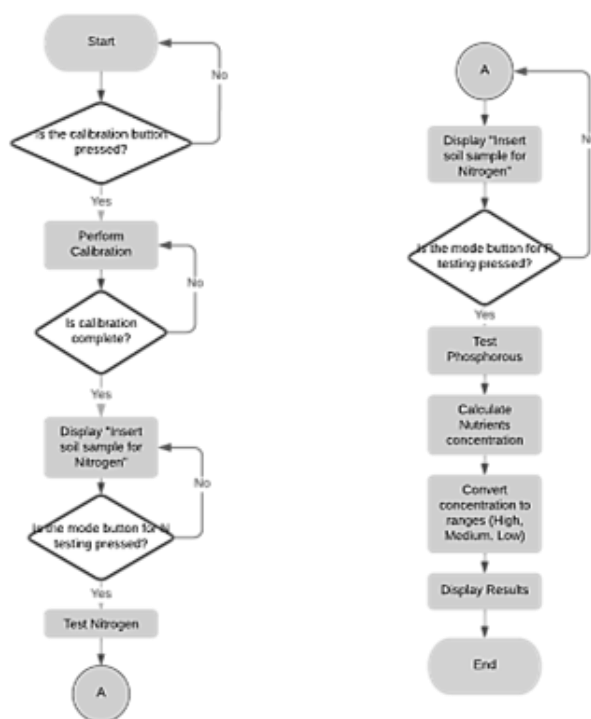 Start
No
Is the calibration button
pressed?
Yes
Perform
Calibration
No
Is calibration
complete?
Yes
Display "Insert
soil sample for
Nitrogen"
No
Is the mode button for N
testing pressed?
Yes
Test Nitrogen
A
A
Display "Insert
soil sample for
Nitrogen"
N
Is the mode button for P
testing pressed?
Yes
Test
Phosphorous
Calculate
Nutrients
concentration
Convert
concentration to
ranges (High,
Medium, Low)
Display Results
End